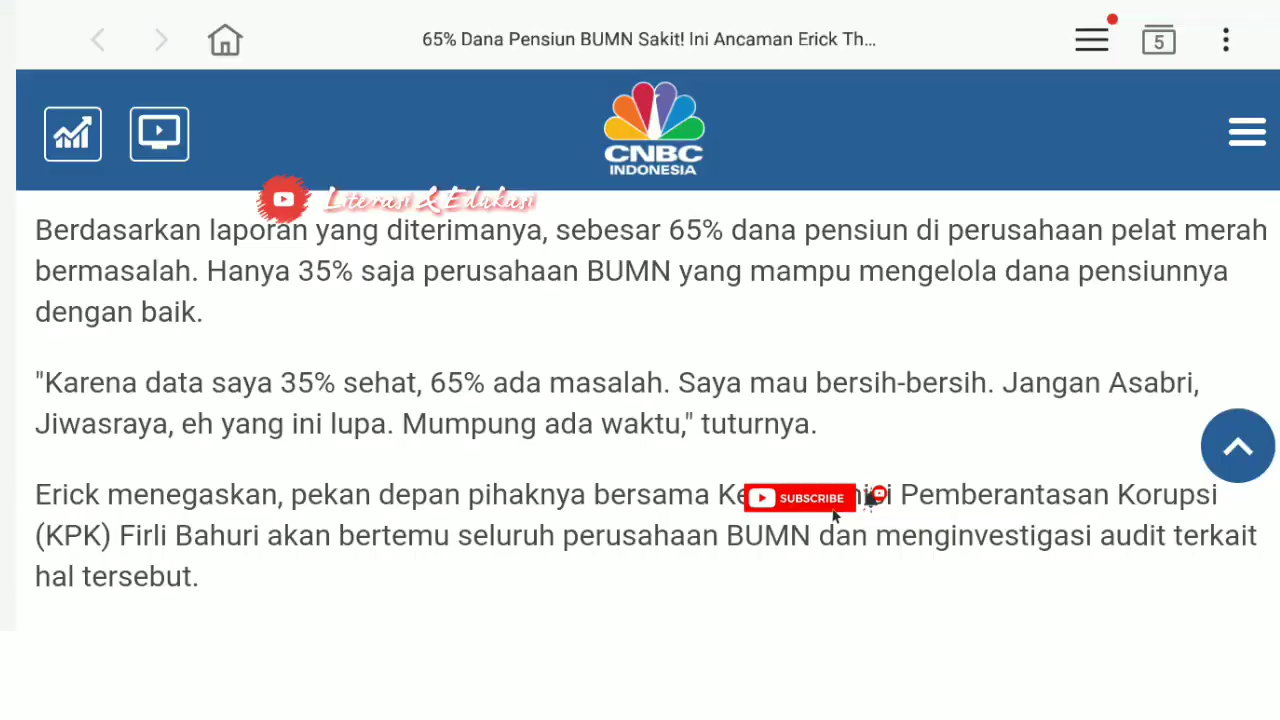 65% Dana Pensiun BUMN Sakit! Ini Ancaman Erick Th...
5
CNBC
INDONESIA
Literasi & Edukasi
Berdasarkan laporan yang diterimanya, sebesar 65% dana pensiun di perusahaan pelat merah
bermasalah. Hanya 35% saja perusahaan BUMN yang mampu mengelola dana pensiunnya
dengan baik.
"Karena data saya 35% sehat, 65% ada masalah. Saya mau bersih-bersih. Jangan Asabri,
Jiwasraya, eh yang ini lupa. Mumpung ada waktu," tuturnya.
Erick menegaskan, pekan depan pihaknya bersama SUBSCRIBE Pemberantasan Korupsi
(KPK) Firli Bahuri akan bertemu seluruh perusahaan BUMN dan menginvestigasi audit terkait
hal tersebut.